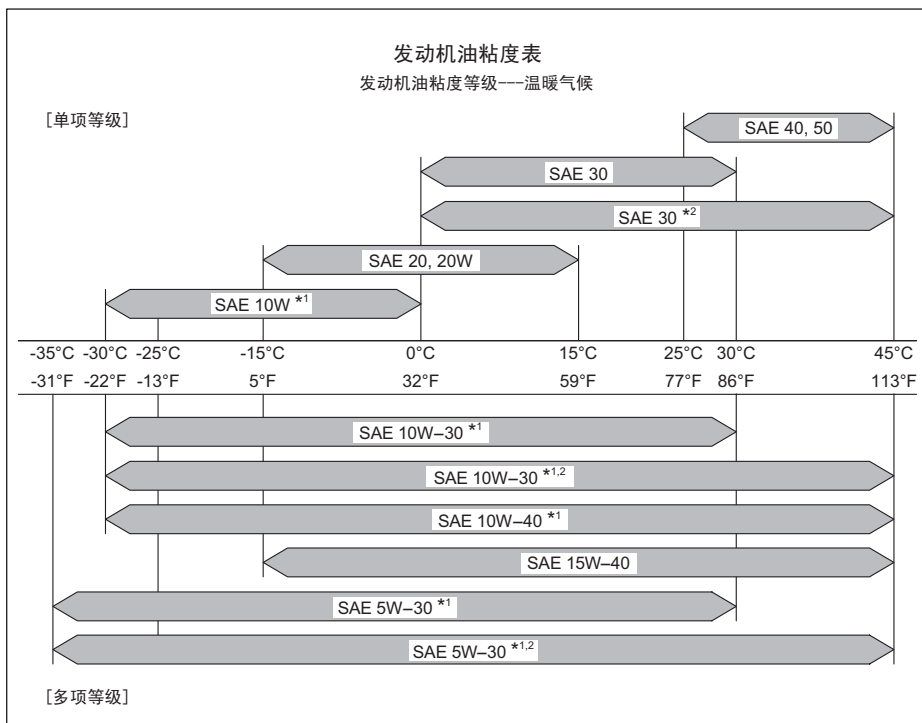 发动机油粘度表
发动机油粘度等级---温暖气候
[单项等级]
SAE 40, 50
SAE 30
SAE 30 *2
SAE 20, 20W
SAE 10W *1
-35°C -30°C -25°C -15°C 0°C 15°C 25°C 30°C 45°C
-31°F -22°F -13°F 5°F 32°F 59°F 77°F 86°F 113°F
SAE 10W–30 *1
SAE 10W–30 *1,2
SAE 10W–40 *1
SAE 15W–40
SAE 5W–30 *1
SAE 5W–30 *1,2
[多项等级]